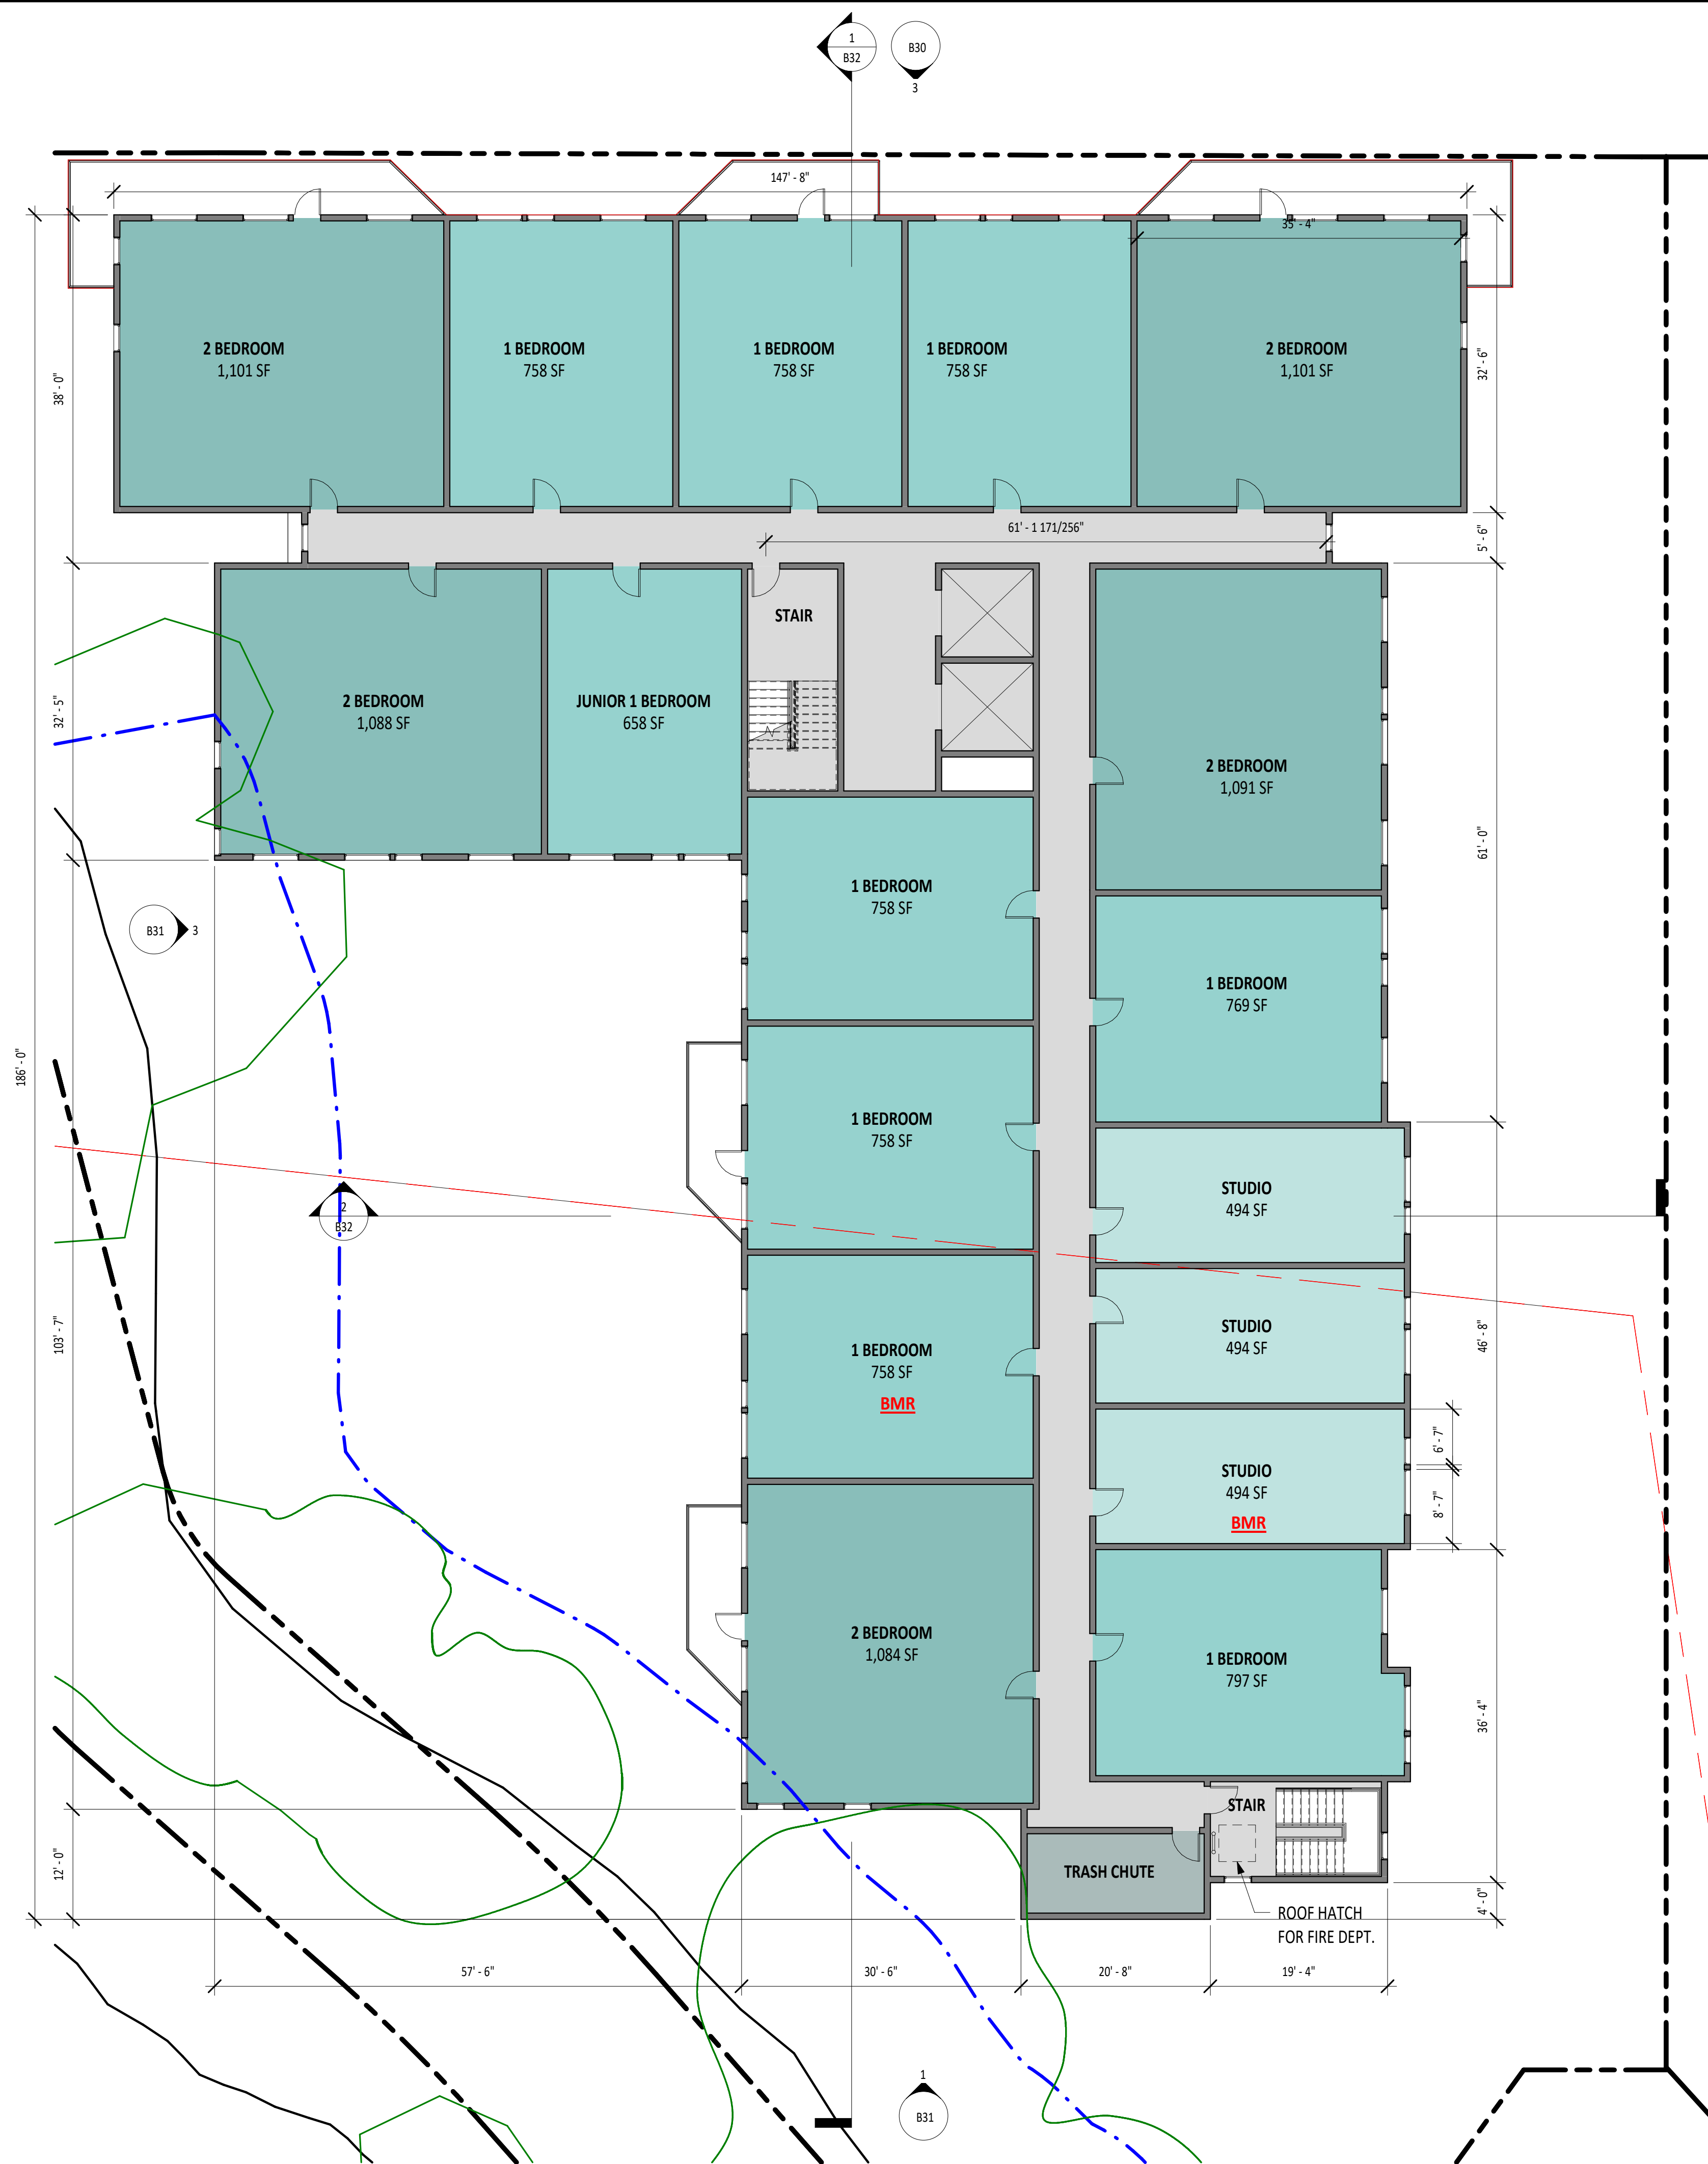 1
B32
B30
3
147' - 8"
35' - 4"
2 BEDROOM
1,101 SF
1 BEDROOM
758 SF
1 BEDROOM
758 SF
1 BEDROOM
758 SF
2 BEDROOM
1,101 SF
38' - 0"
32' - 6"
61' - 1 171/256"
5' - 6"
STAIR
2 BEDROOM
1,088 SF
JUNIOR 1 BEDROOM
658 SF
32' - 5"
2 BEDROOM
1,091 SF
61' - 0"
1 BEDROOM
758 SF
B31
3
1 BEDROOM
769 SF
186' - 0"
1 BEDROOM
758 SF
STUDIO
494 SF
2
B32
103' - 7"
STUDIO
494 SF
46' - 8"
1 BEDROOM
758 SF
BMR
6' - 7"
8' - 7"
STUDIO
494 SF
BMR
2 BEDROOM
1,084 SF
1 BEDROOM
797 SF
36' - 4"
STAIR
12' - 0"
TRASH CHUTE
4' - 0"
ROOF HATCH
FOR FIRE DEPT.
57' - 6"
30' - 6"
20' - 8"
19' - 4"
1
B31